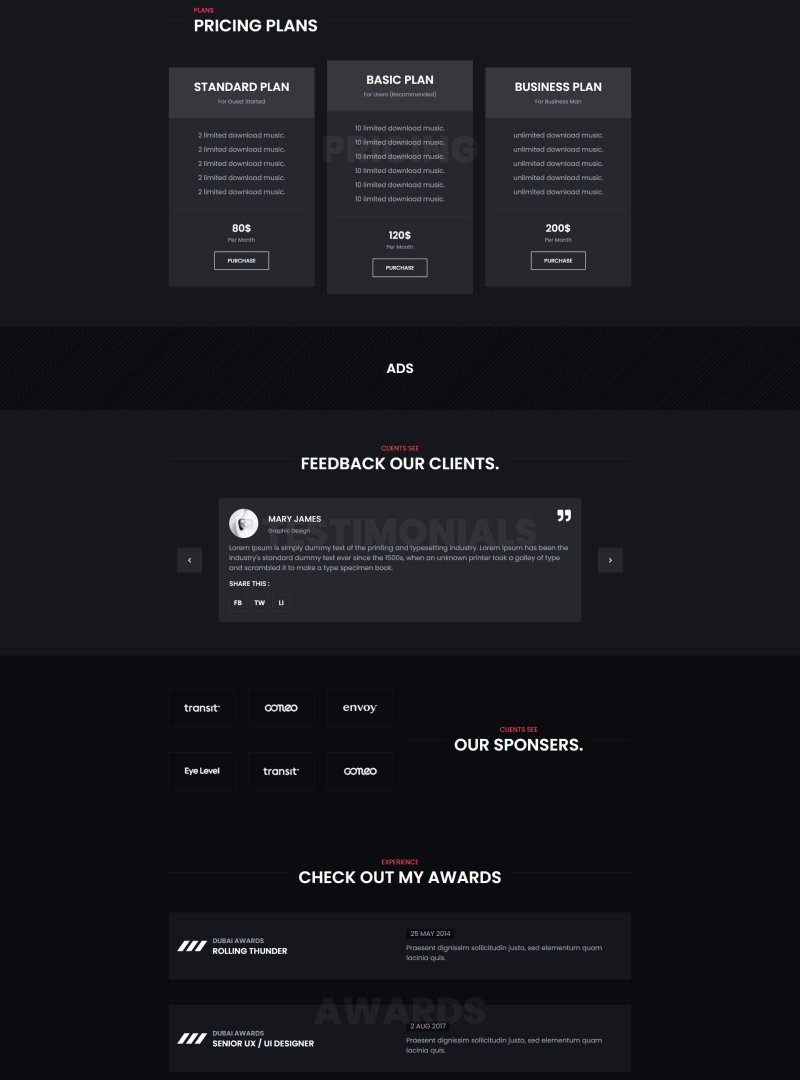 PLANS
PRICING PLANS
STANDARD PLAN
For Guest Started
2 limited download music.
2 limited download music.
2 limited download music.
2 limited download music.
2 limited download music.
80$
Per Month
PURCHASE
BASIC PLAN
For Users (Recommended)
PRICING
10 limited download music.
10 limited download music.
10 limited download music.
10 limited download music.
10 limited download music.
10 limited download music.
120$
Per Month
PURCHASE
BUSINESS PLAN
For Business Man
unlimited download music.
unlimited download music.
unlimited download music.
unlimited download music.
unlimited download music.
200$
Per Month
PURCHASE
ADS
CLIENTS SEE
FEEDBACK OUR CLIENTS.
TESTIMONIALS
MARY JAMES
Graphic Design
Lorem Ipsum is simply dummy text of the printing and typesetting industry. Lorem Ipsum has been the
industry's standard dummy text ever since the 1500s, when an unknown printer took a galley of type
and scrambled it to make a type specimen book.
SHARE THIS :
FB TW LI
transit
comeo
envoy
Eye Level
transit
comeo
CLIENTS SEE
OUR SPONSERS.
EXPERIENCE
CHECK OUT MY AWARDS
DUBAI AWARDS
ROLLING THUNDER
25 MAY 2014
Praesent dignissim sollicitudin justo, sed elementum quam
lacinia quis.
AWARDS
DUBAI AWARDS
SENIOR UX / UI DESIGNER
2 AUG 2017
Praesent dignissim sollicitudin justo, sed elementum quam
lacinia quis.